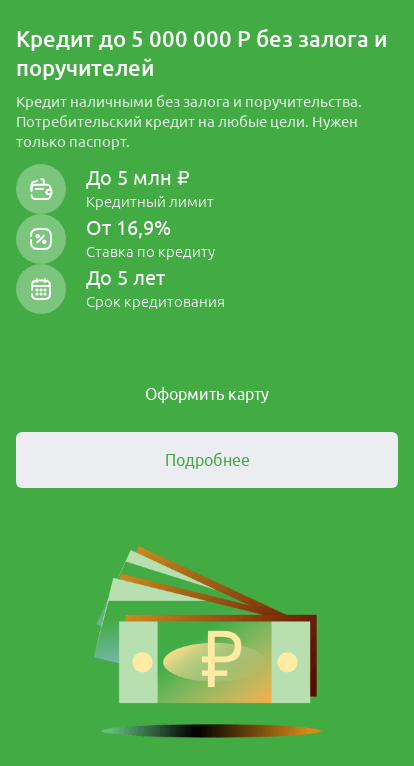 Кредит до 5 000 000 Р без залога и
поручителей
Кредит наличными без залога и поручительства.
Потребительский кредит на любые цели. Нужен
только паспорт.
До 5 млн ₽
Кредитный лимит
От 16,9%
Ставка по кредиту
До 5 лет
Срок кредитования
Оформить карту
Подробнее
₽